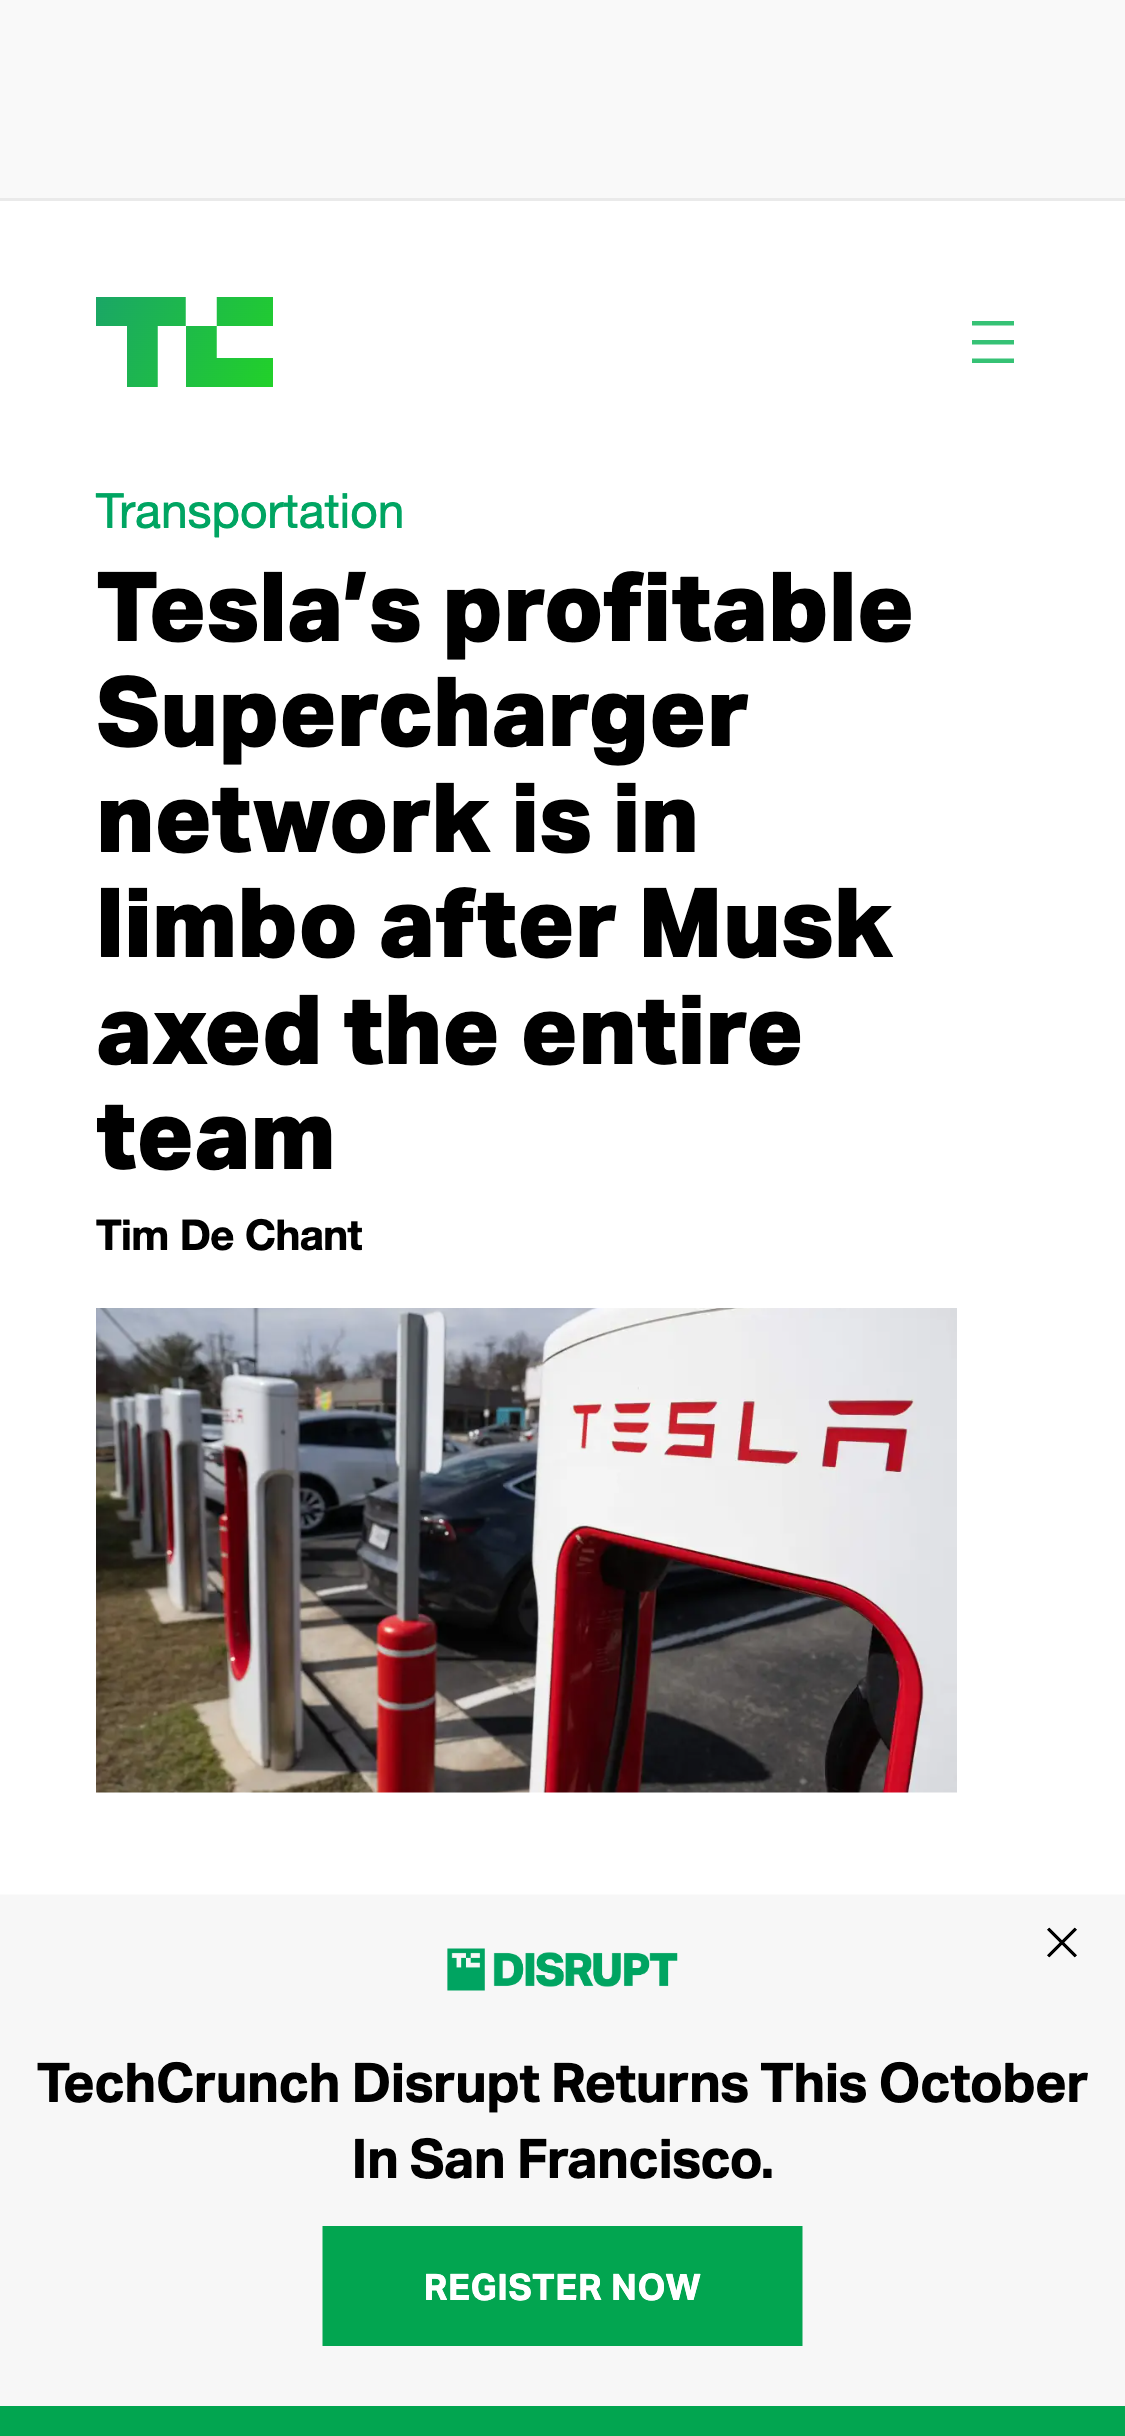 TC
Transportation
Tesla’s profitable
Supercharger
network is in
limbo after Musk
axed the entire
team
Tim De Chant
TESLA
TC DISRUPT
TechCrunch Disrupt Returns This October
In San Francisco.
REGISTER NOW